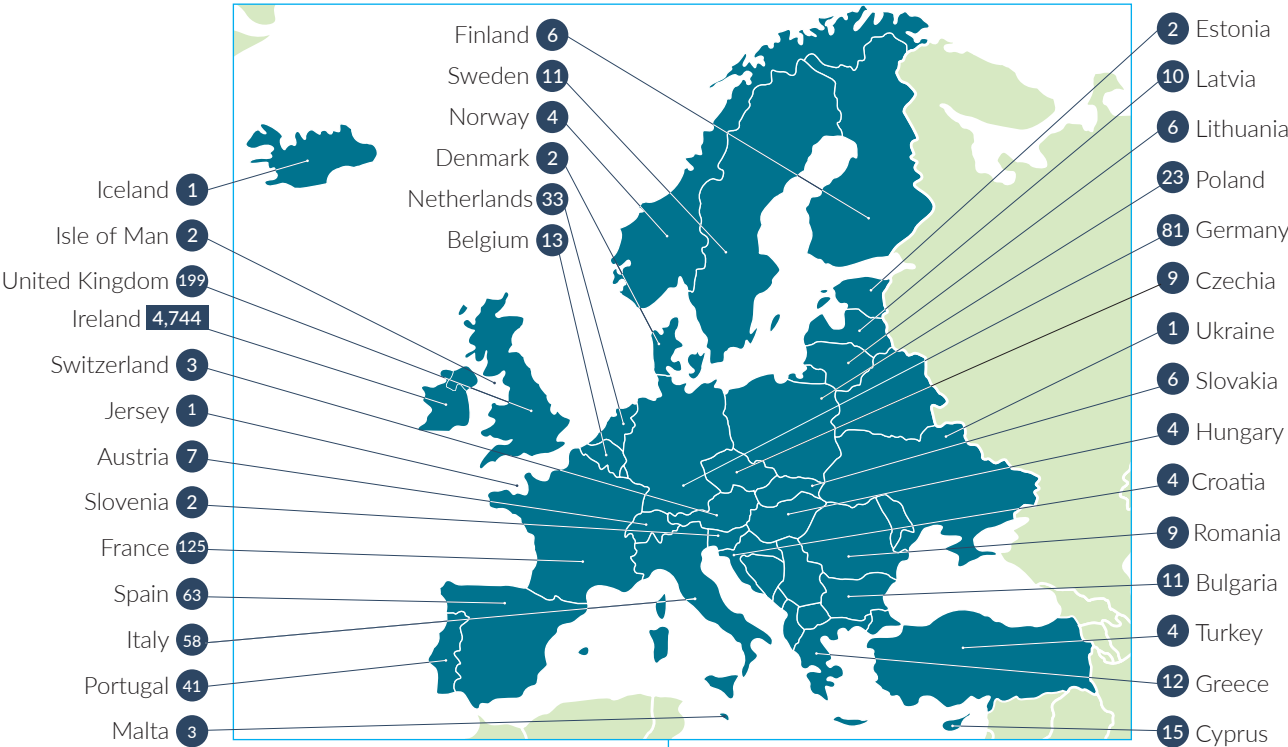 Finland 6
Sweden 11
Norway 4
Denmark 2
Netherlands 33
Belgium 13
Iceland 1
Isle of Man 2
United Kingdom 199
Ireland 4,744
Switzerland 3
Jersey 1
Austria 7
Slovenia 2
France 125
Spain 63
Italy 58
Portugal 41
Malta 3
2 Estonia
10 Latvia
6 Lithuania
23 Poland
81 Germany
9 Czechia
1 Ukraine
6 Slovakia
4 Hungary
4 Croatia
9 Romania
11 Bulgaria
4 Turkey
12 Greece
15 Cyprus